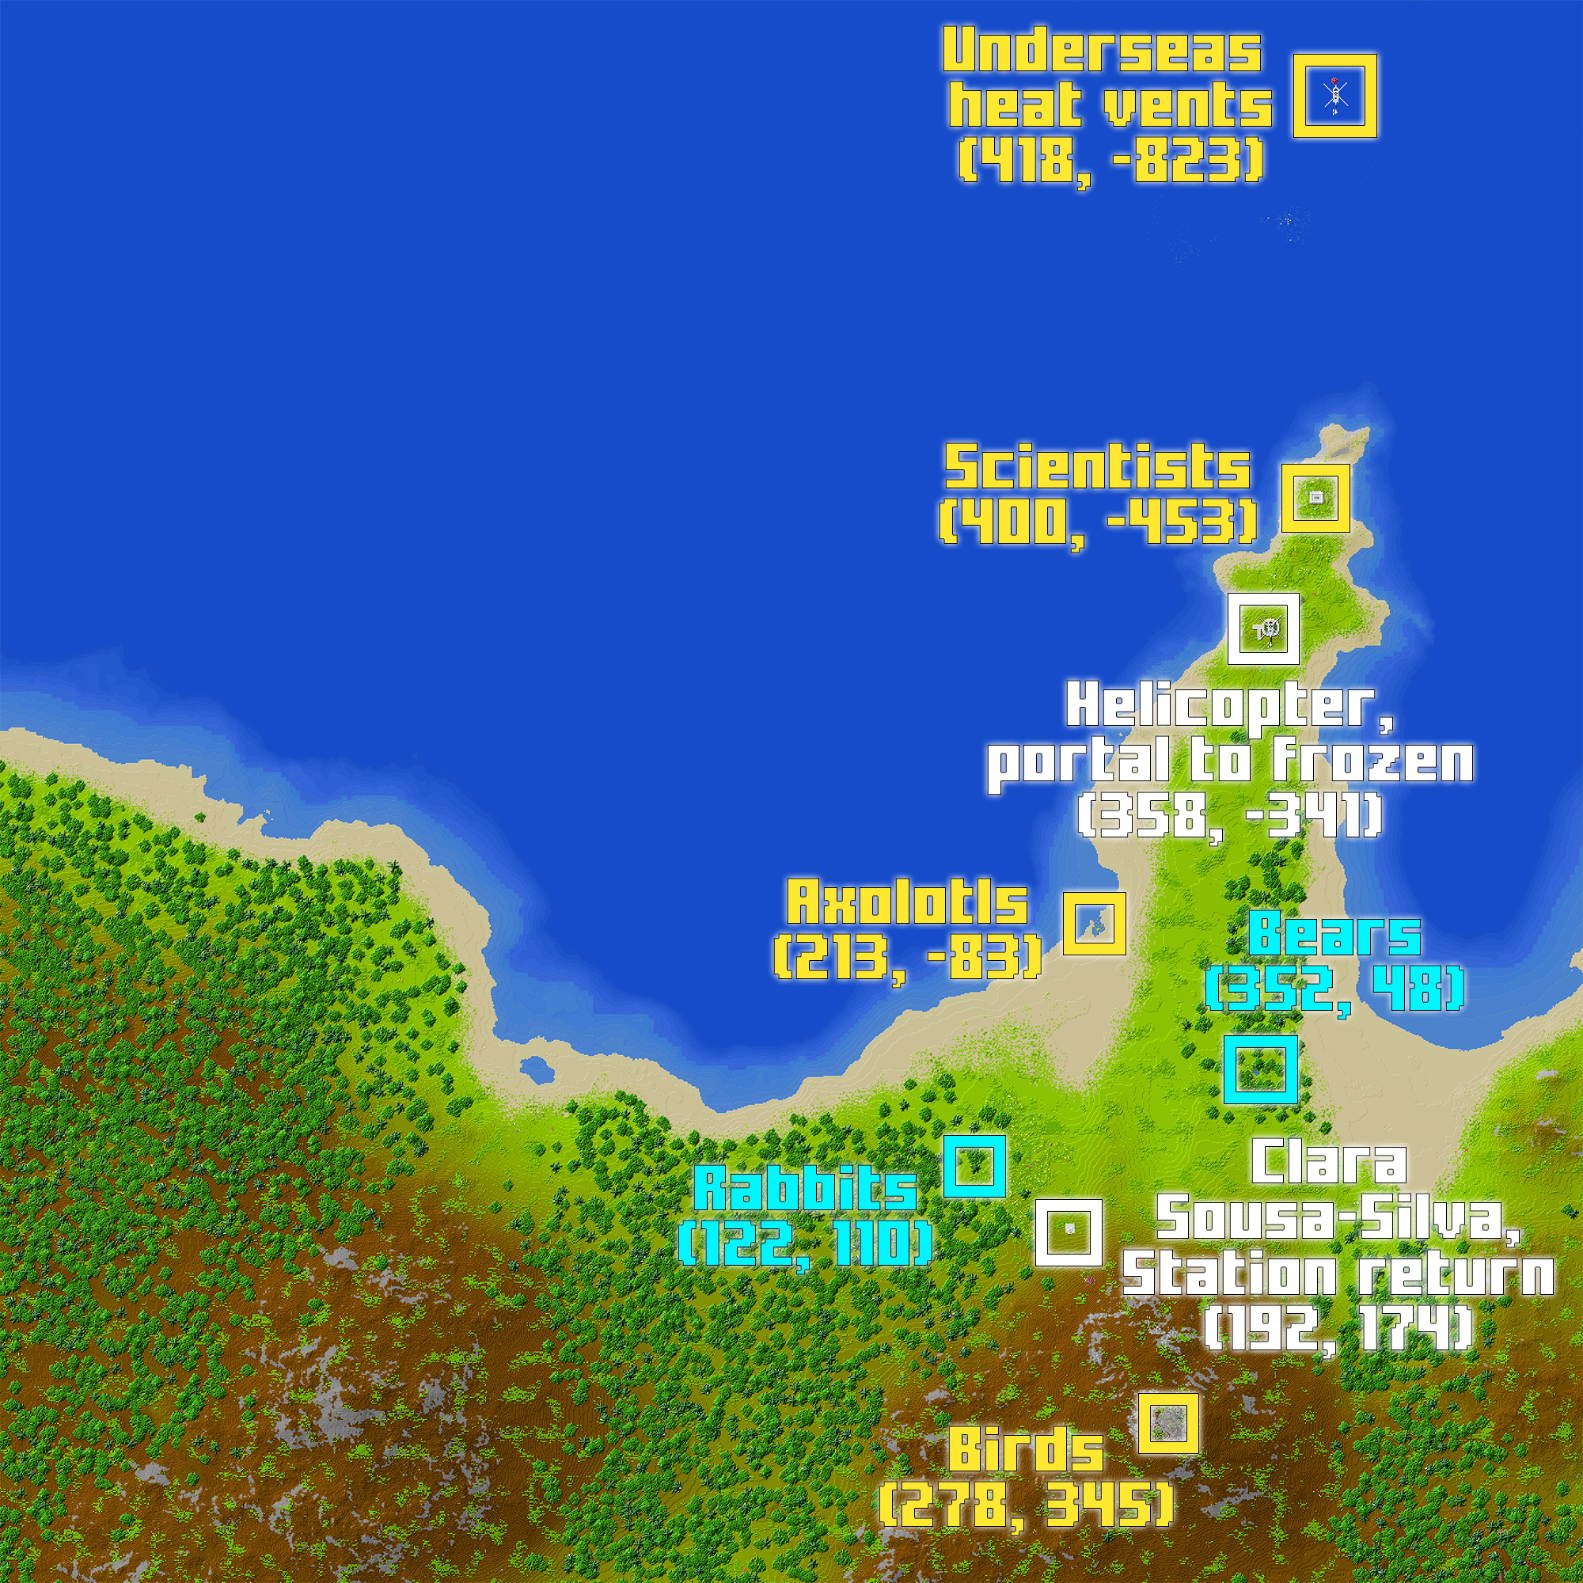 Underseas
heat vents
(418, -823)
Scientists
(400, -453)
Helicopter,
portal to frozen
(358, -341)
Axolotls
(213, -83)
Bears
(352, 48)
Rabbits
(122, 110)
Clara
Sousa-Silva,
Station return
(192, 174)
Birds
(278, 345)